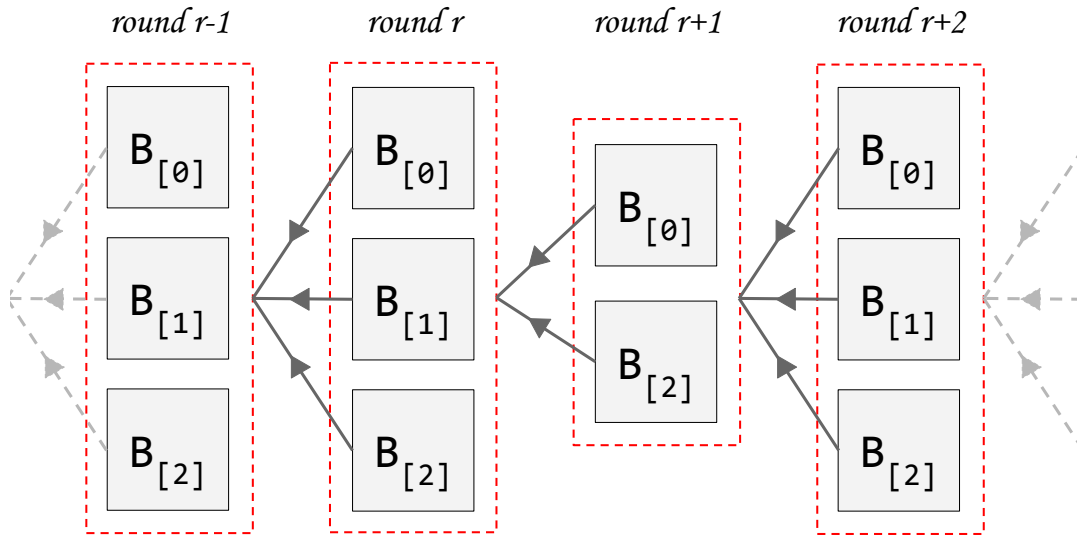 round r-1 round r round r+1 round r+2
B[0] B[0] B[0] B[0]
B[1] B[1] B[2] B[1]
B[2] B[2] B[2]